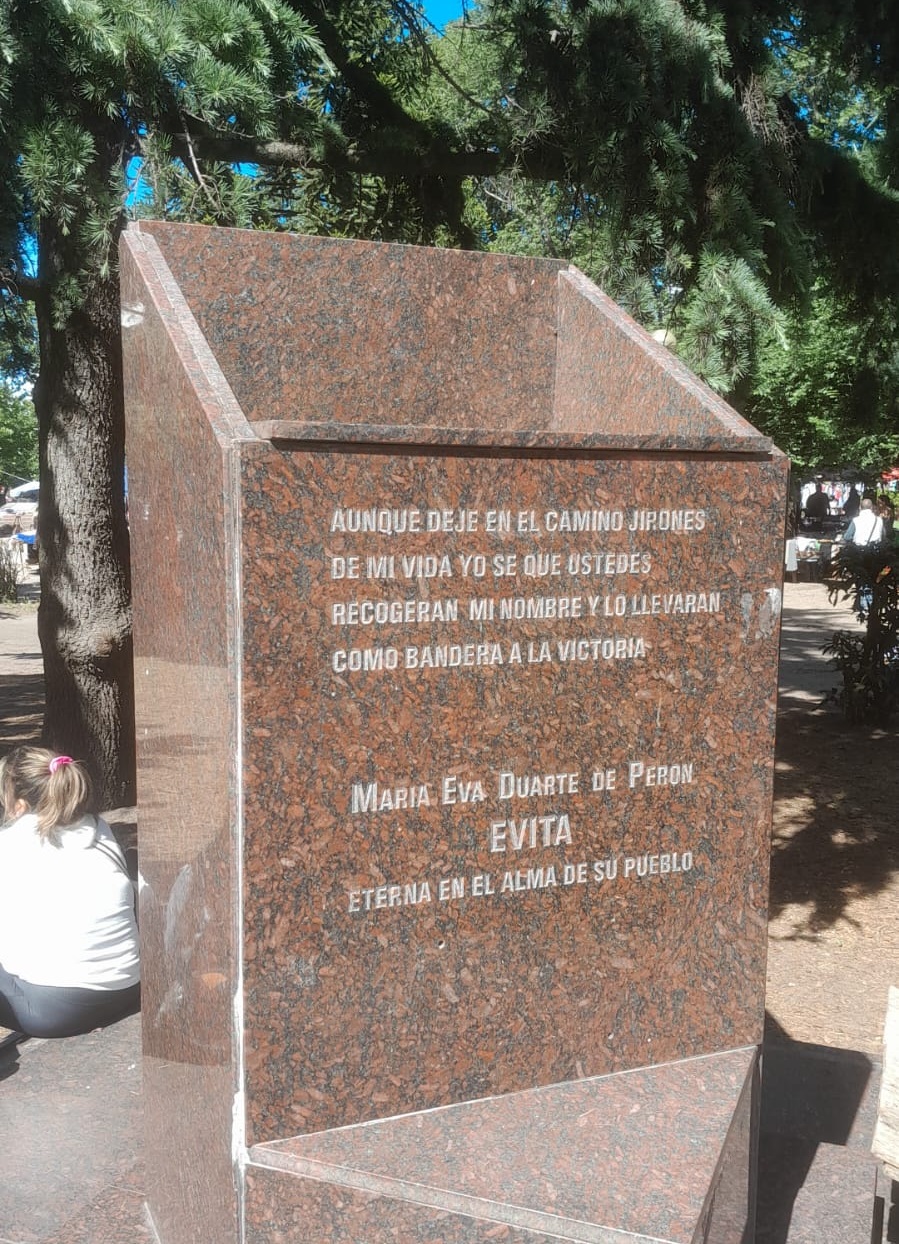 AUNQUE DEJE EN EL CAMINO JIRONES
DE MI VIDA YO SE QUE USTEDES
RECOGERAN MI NOMBRE Y LO LLEVARAN
COMO BANDERA A LA VICTORIA
MARIA EVA DUARTE DE PERON
EVITA
ETERNA EN EL ALMA DE SU PUEBLO